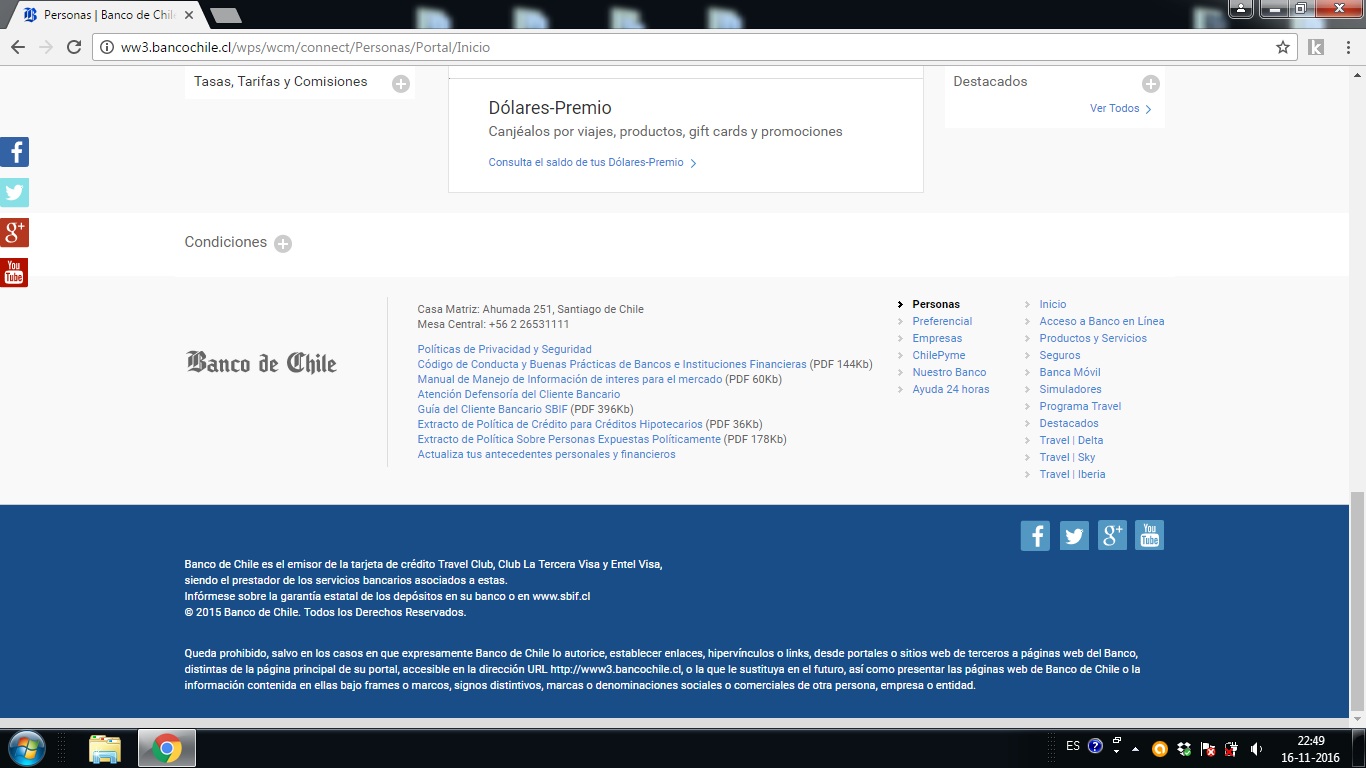 Personas | Banco de Chil
ww3.bancochile.cl/wps/wcm/connect/Personas/Portal/Inicio
Tasas, Tarifas y Comisiones
Dólares-Premio
Canjéalos por viajes, productos, gift cards y promociones
Consulta el saldo de tus Dólares-Premio
Destacados
Ver Todos
You
Tube
Condiciones
Banco de Chile
Casa Matriz: Ahumada 251, Santiago de Chile
Mesa Central: +56 2 26531111
Políticas de Privacidad y Seguridad
Código de Conducta y Buenas Prácticas de Bancos e Instituciones Financieras (PDF 144Kb)
Manual de Manejo de Información de interes para el mercado (PDF 60Kb)
Atención Defensoría del Cliente Bancario
Guía del Cliente Bancario SBIF (PDF 396Kb)
Extracto de Política de Crédito para Créditos Hipotecarios (PDF 36Kb)
Extracto de Política Sobre Personas Expuestas Políticamente (PDF 178Kb)
Actualiza tus antecedentes personales y financieros
Personas
Preferencial
Empresas
ChilePyme
Nuestro Banco
Ayuda 24 horas
Inicio
Acceso a Banco en Línea
Productos y Servicios
Seguros
Banca Móvil
Simuladores
Programa Travel
Destacados
Travel | Delta
Travel | Sky
Travel | Iberia
You
Tube
Banco de Chile es el emisor de la tarjeta de crédito Travel Club, Club La Tercera Visa y Entel Visa,
siendo el prestador de los servicios bancarios asociados a estas.
Infórmese sobre la garantía estatal de los depósitos en su banco o en www.sbif.cl
© 2015 Banco de Chile. Todos los Derechos Reservados.
Queda prohibido, salvo en los casos en que expresamente Banco de Chile lo autorice, establecer enlaces, hipervínculos o links, desde portales o sitios web de terceros a páginas web del Banco,
distintas de la página principal de su portal, accesible en la dirección URL http://www3.bancochile.cl, o la que le sustituya en el futuro, así como presentar las páginas web de Banco de Chile o la
información contenida en ellas bajo frames o marcos, signos distintivos, marcas o denominaciones sociales o comerciales de otra persona, empresa o entidad.
ES
22:49
16-11-2016